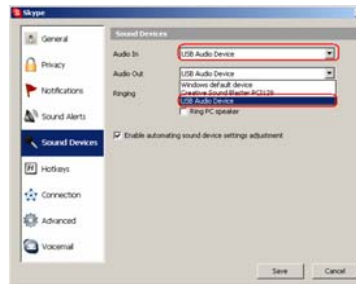 Skype
General
Privacy
Notifications
Sound Alerts
Sound Devices
Hotkeys
Connection
Advanced
Voicemail
Sound Devices
Audio In USB Audio Device
Audio Out USB Audio Device
Windows default device
Creative Sound Blaster
USB Audio Device
Ringing
Ring PC speaker
Enable automating sound device settings adjustment
Save Cancel